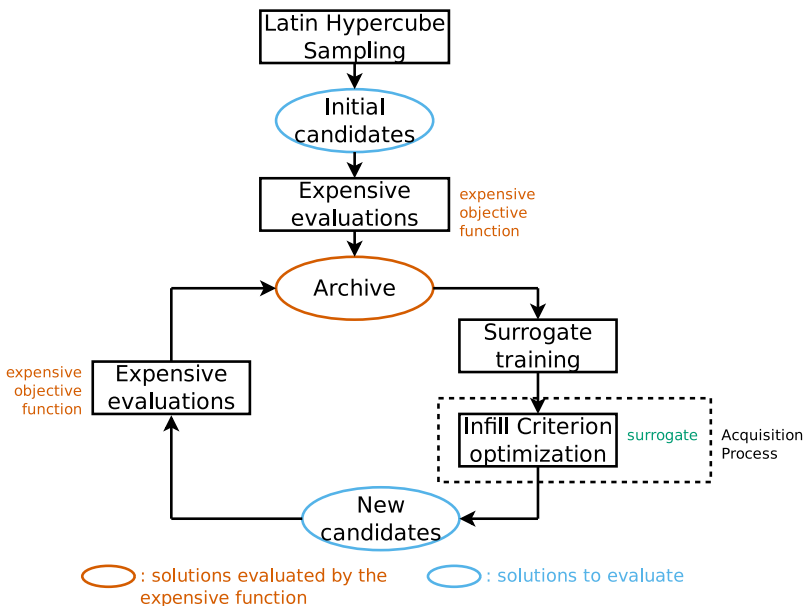 Latin Hypercube
Sampling
Initial
candidates
Expensive
evaluations
expensive
objective
function
Archive
Surrogate
training
expensive
objective
function
Expensive
evaluations
Infill Criterion
optimization
surrogate
Acquisition
Process
New
candidates
: solutions evaluated by the
expensive function
: solutions to evaluate